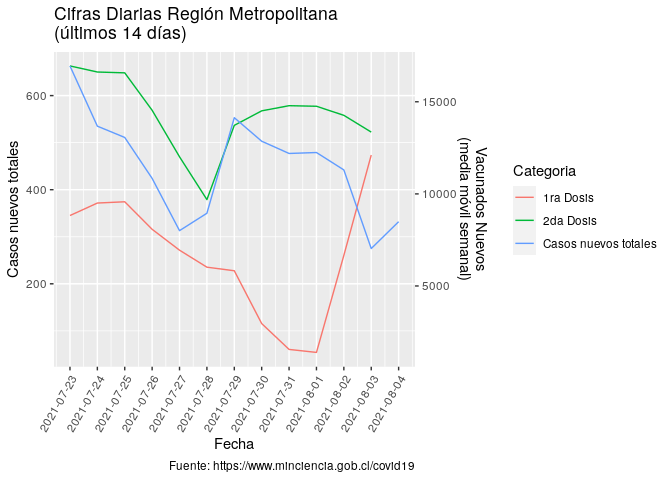 Cifras Diarias Región Metropolitana
(últimos 14 días)
600
400
200
Casos nuevos totales
15000
10000
5000
Vacunados Nuevos
(media móvil semanal)
Categoria
1ra Dosis
2da Dosis
Casos nuevos totales
2021-07-23
2021-07-24
2021-07-25
2021-07-26
2021-07-27
2021-07-28
2021-07-29
2021-07-30
2021-07-31
2021-08-01
2021-08-02
2021-08-03
2021-08-04
Fecha
Fuente: https://www.minciencia.gob.cl/covid19